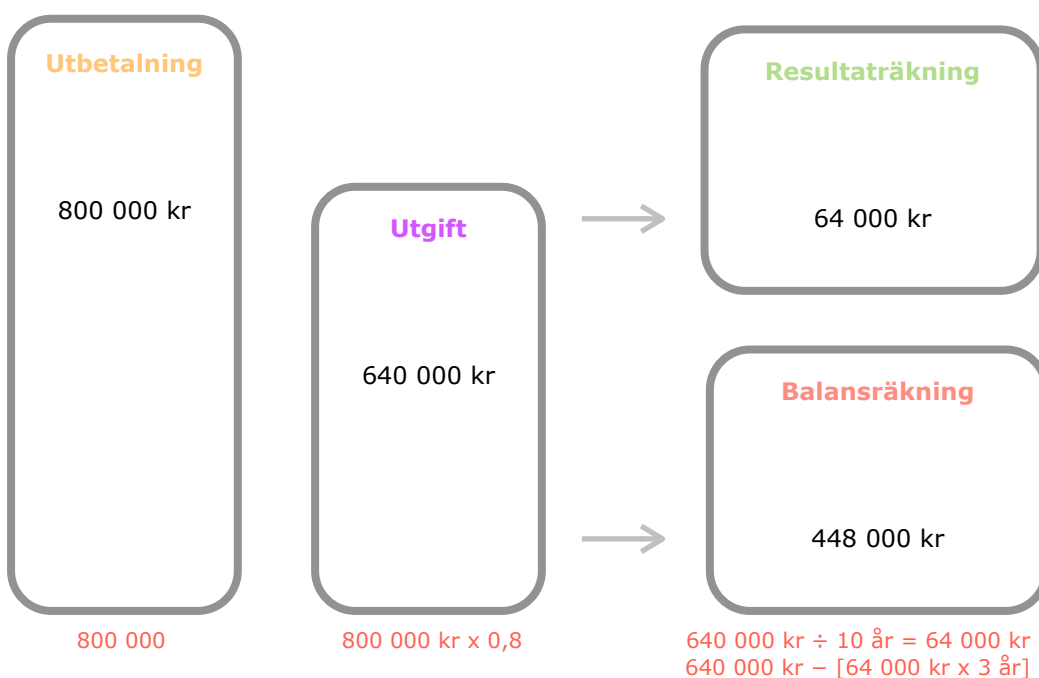 Utbetalning
800 000 kr
800 000
Utgift
640 000 kr
800 000 kr x 0,8
Resultaträkning
64 000 kr
Balansräkning
448 000 kr
640 000 kr ÷ 10 år = 64 000 kr
640 000 kr − [64 000 kr x 3 år]